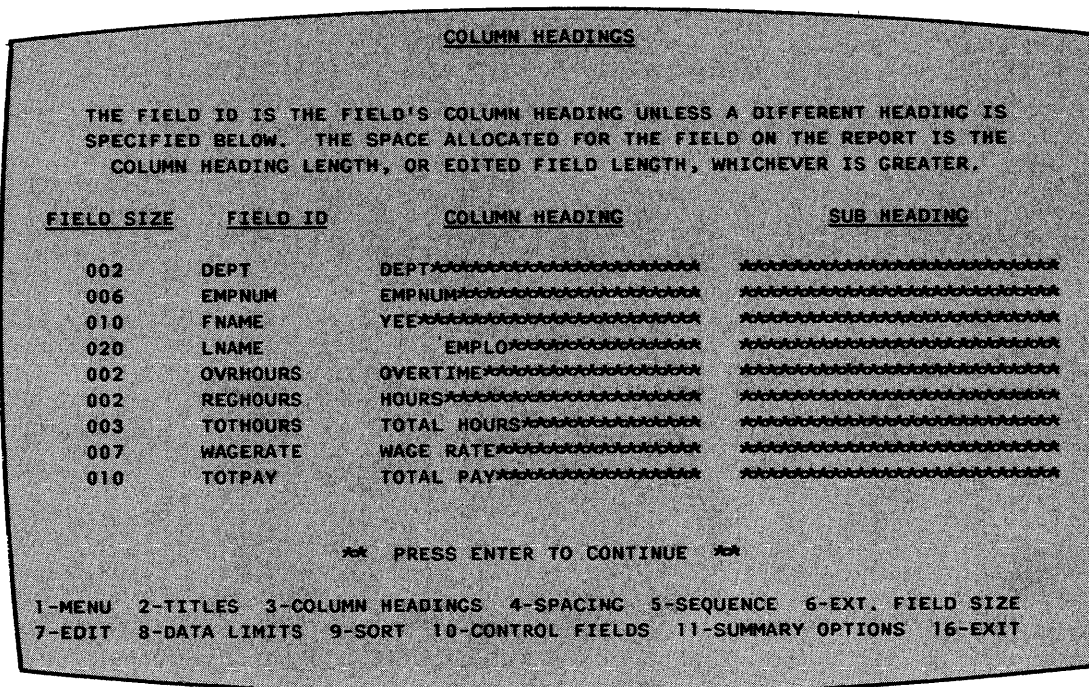 COLUMN HEADINGS
THE FIELD ID IS THE FIELD'S COLUMN HEADING UNLESS A DIFFERENT HEADING IS
SPECIFIED BELOW. THE SPACE ALLOCATED FOR THE FIELD ON THE REPORT IS THE
COLUMN HEADING LENGTH, OR EDITED FIELD LENGTH, WHICHEVER IS GREATER.
FIELD SIZE FIELD ID COLUMN HEADING SUB HEADING
002 DEPT DEPT********************* *************************
006 EMPNUM EMPNUM******************* *************************
010 FNAME YEE********************** *************************
020 LNAME EMPLO*************** *************************
002 OVRHOURS OVERTIME***************** *************************
002 REGHOURS HOURS******************** *************************
003 TOTHOURS TOTAL HOURS************** *************************
007 WAGERATE WAGE RATE**************** *************************
010 TOTPAY TOTAL PAY**************** *************************
** PRESS ENTER TO CONTINUE **
1-MENU 2-TITLES 3-COLUMN HEADINGS 4-SPACING 5-SEQUENCE 6-EXT. FIELD SIZE
7-EDIT 8-DATA LIMITS 9-SORT 10-CONTROL FIELDS 11-SUMMARY OPTIONS 16-EXIT